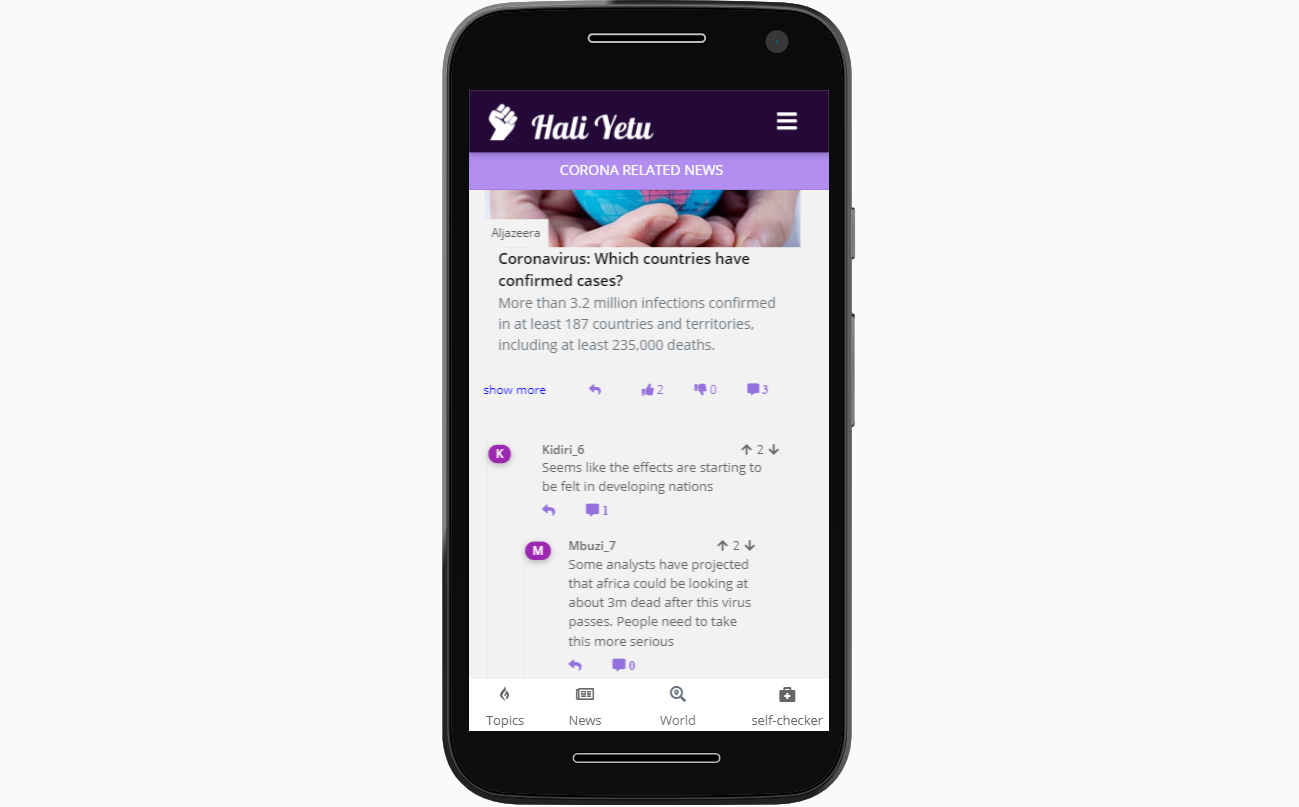 Hali Yetu
CORONA RELATED NEWS
Aljazeera
Coronavirus: Which countries have
confirmed cases?
More than 3.2 million infections confirmed
in at least 187 countries and territories,
including at least 235,000 deaths.
show more 2 0 3
K Kidiri_6 2
Seems like the effects are starting to
be felt in developing nations
1
M Mbuzi_7 2
Some analysts have projected
that africa could be looking at
about 3m dead after this virus
passes. People need to take
this more serious
0
Topics News World self-checker